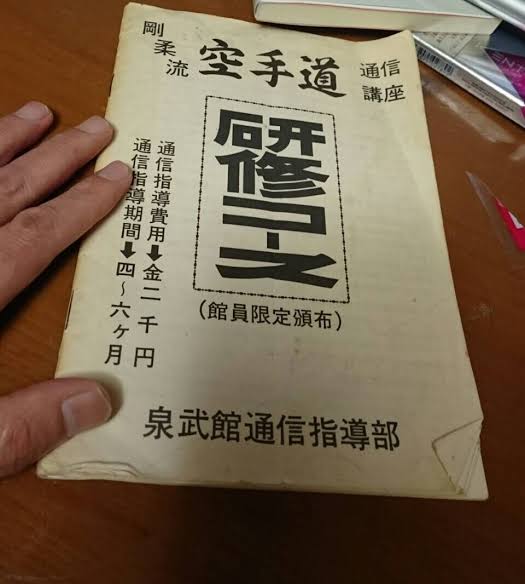 剛柔流 空手道 通信講座
研修コース
(館員限定頒布)
通信指導費用➡金二千円
通信指導期間➡四～六ヶ月
泉武館通信指導部